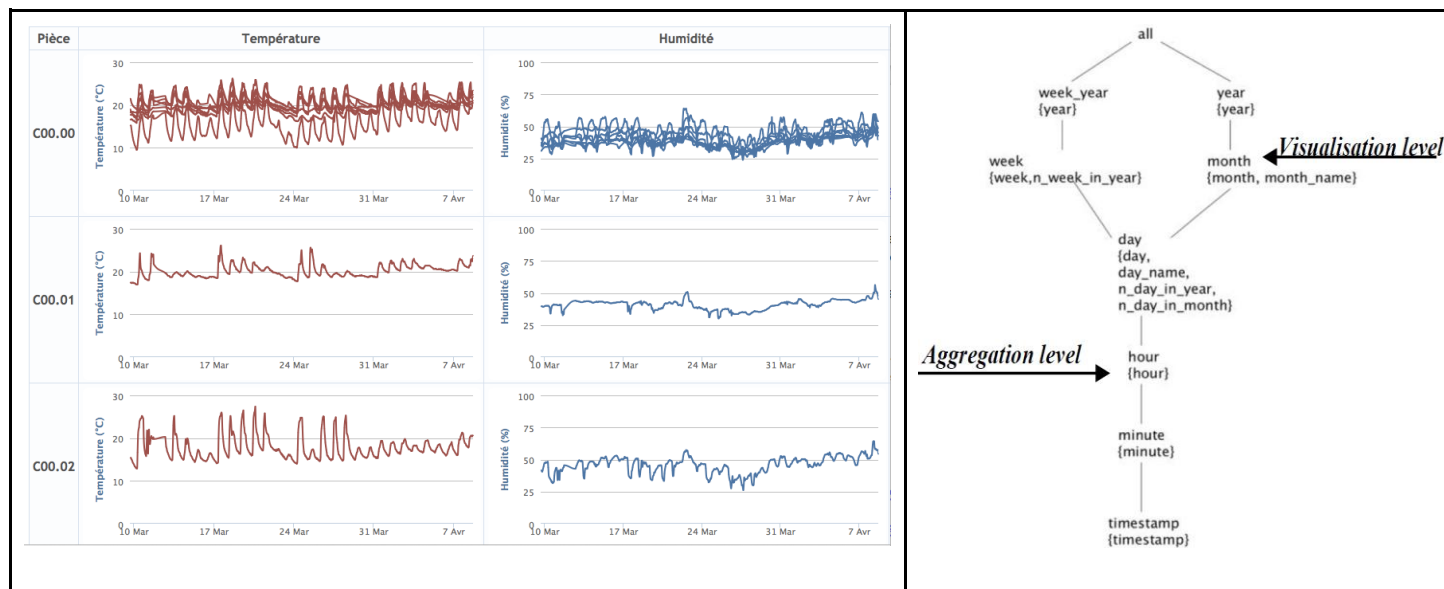 Pièce
Température
Humidité
C00.00
Température (°C)
30
20
10
0
10 Mar
17 Mar
24 Mar
31 Mar
7 Avr
Humidité (%)
100
75
50
25
0
10 Mar
17 Mar
24 Mar
31 Mar
7 Avr
C00.01
Température (°C)
30
20
10
0
10 Mar
17 Mar
24 Mar
31 Mar
7 Avr
Humidité (%)
100
75
50
25
0
10 Mar
17 Mar
24 Mar
31 Mar
7 Avr
C00.02
Température (°C)
30
20
10
0
10 Mar
17 Mar
24 Mar
31 Mar
7 Avr
Humidité (%)
100
75
50
25
0
10 Mar
17 Mar
24 Mar
31 Mar
7 Avr
all
week_year
{year}
year
{year}
week
{week,n_week_in_year}
month
{month, month_name}
Visualisation level
day
{day,
day_name,
n_day_in_year,
n_day_in_month}
Aggregation level
hour
{hour}
minute
{minute}
timestamp
{timestamp}